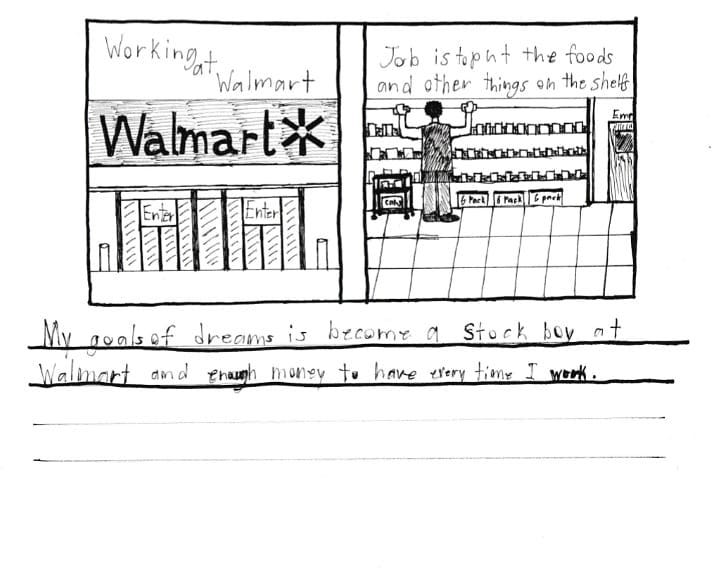 Working
at
Walmart
Walmart
Enter
Enter
Job is to put the foods
and other things on the shelfs
Emp
6 Pack
6 Pack
6 pack
My goals of dreams is become a stock boy at
Walmart and enough money to have every time I work.